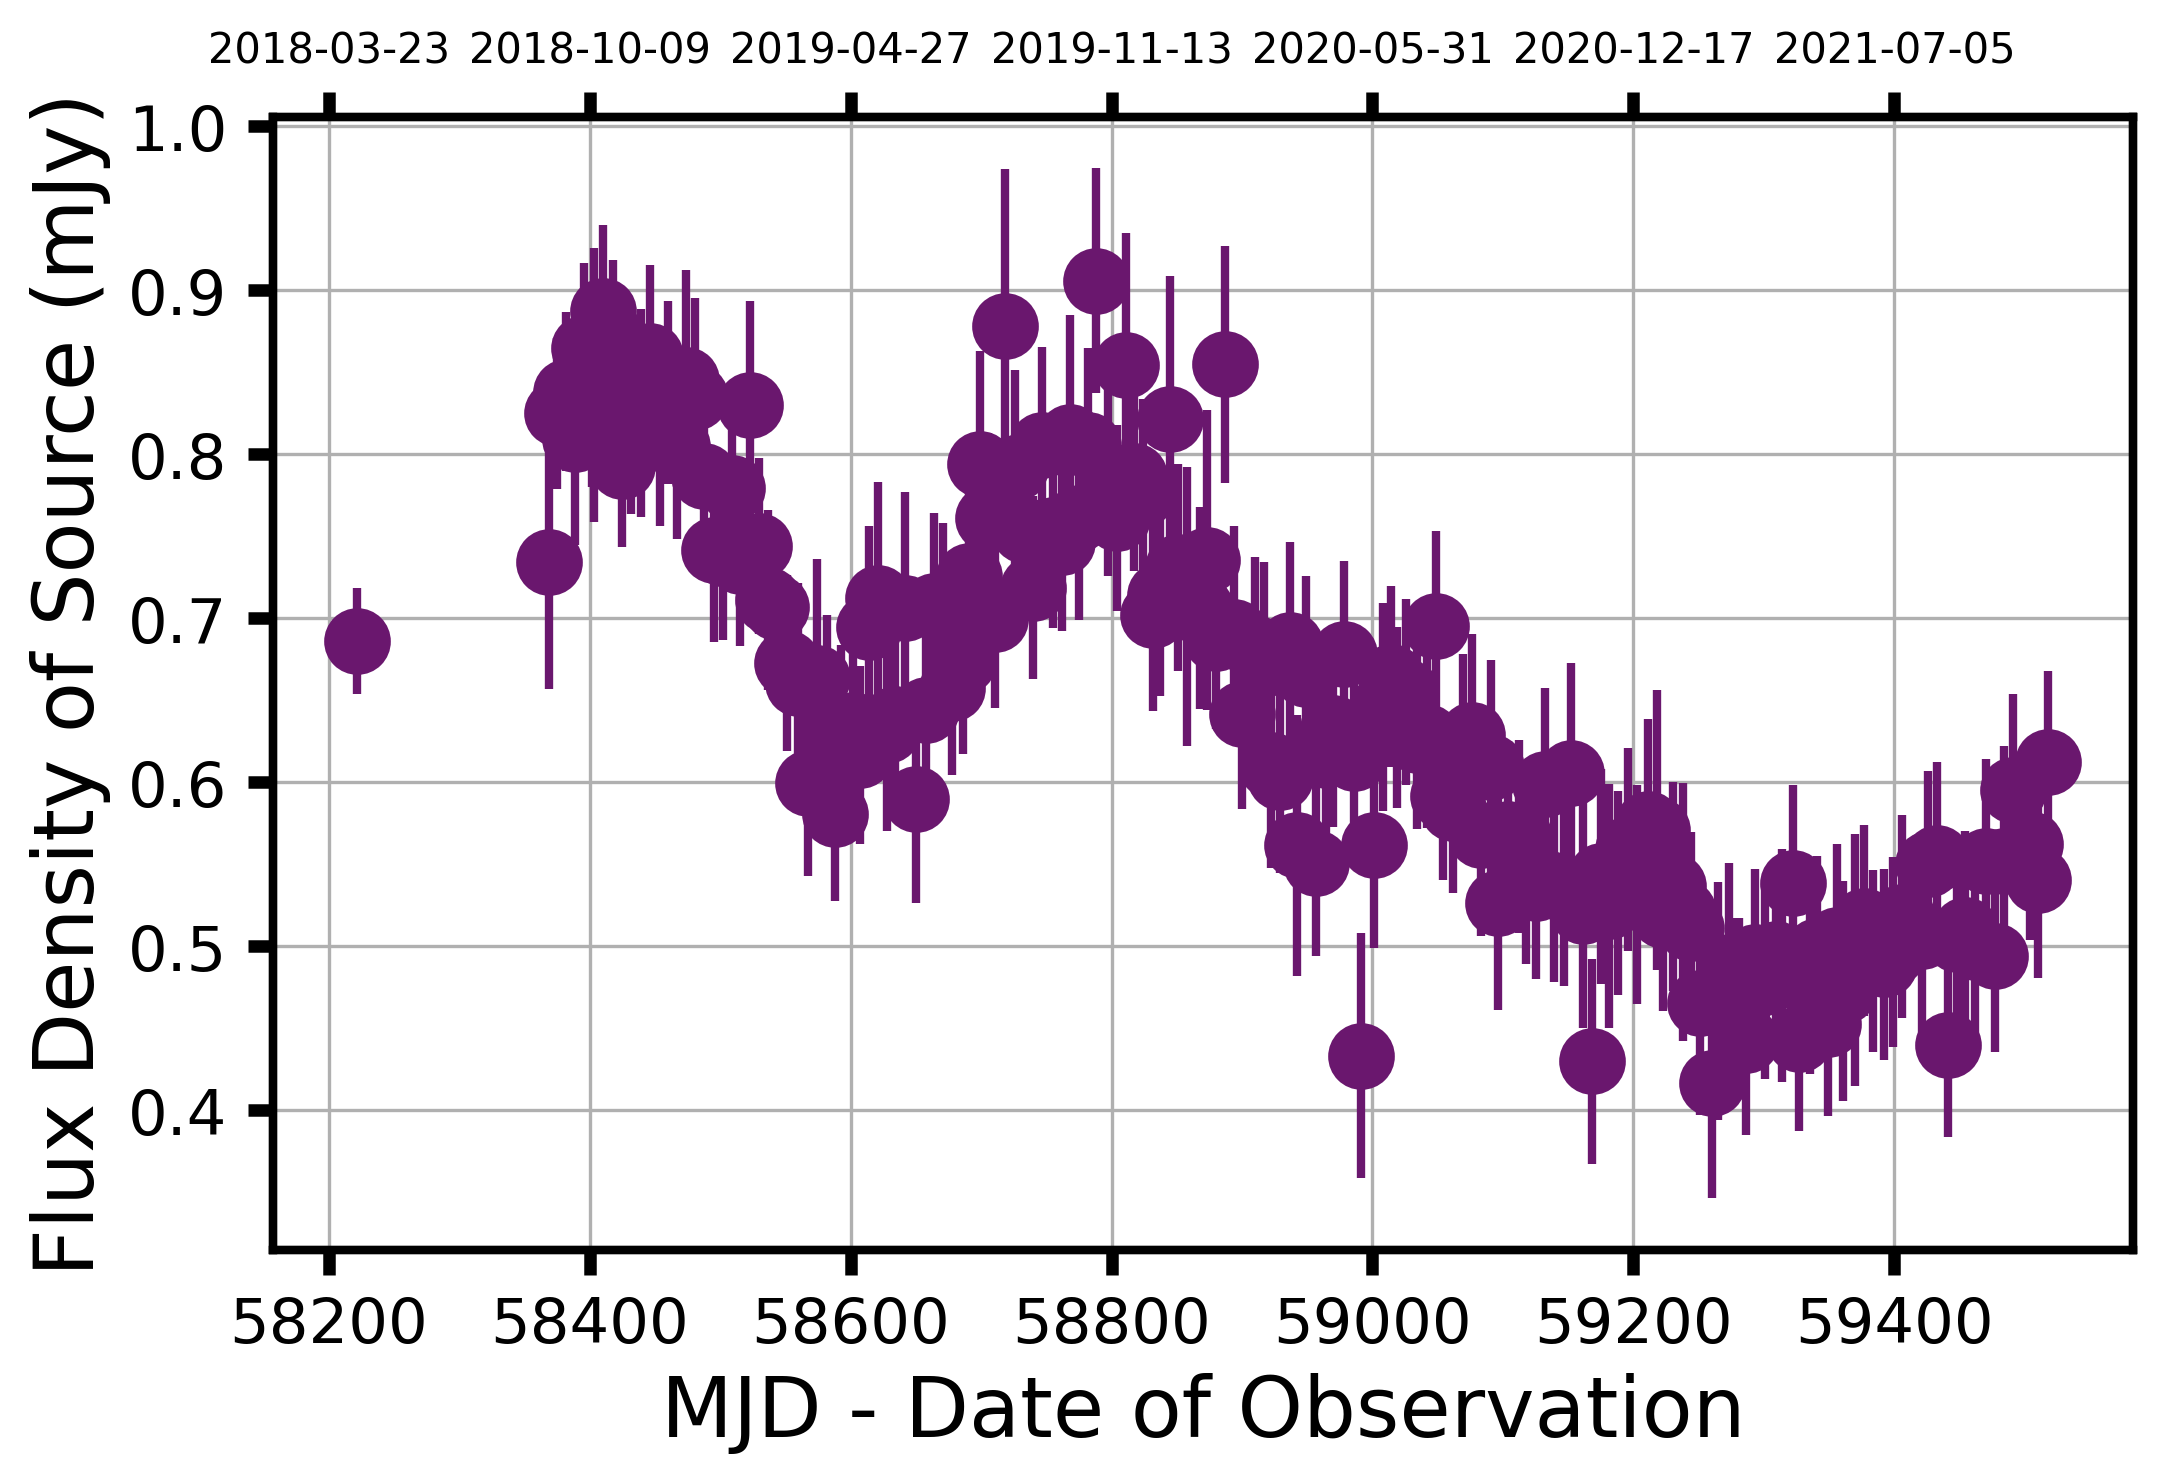 2018-03-23 2018-10-09 2019-04-27 2019-11-13 2020-05-31 2020-12-17 2021-07-05
Flux Density of Source (mJy)
1.0
0.9
0.8
0.7
0.6
0.5
0.4
58200 58400 58600 58800 59000 59200 59400
MJD - Date of Observation